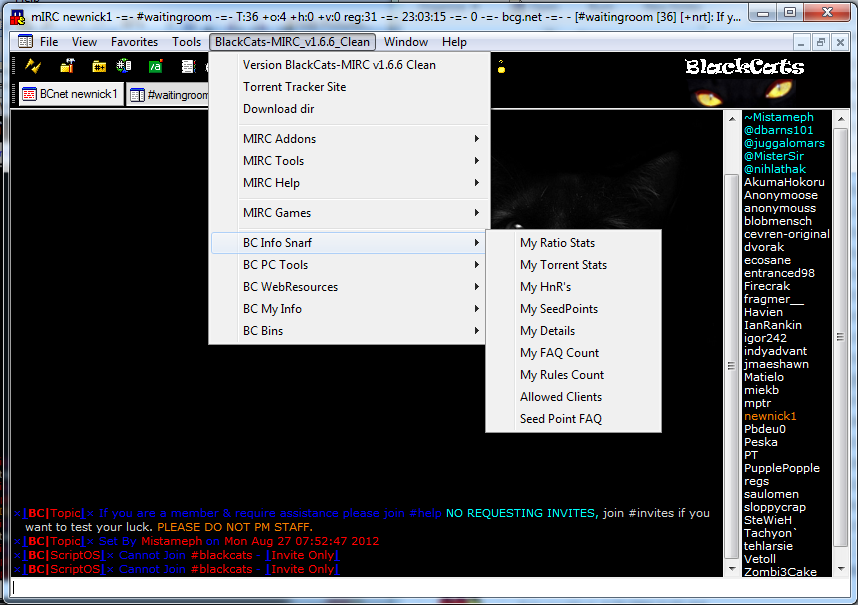 mIRC newnick1 -=- #waitingroom -=- T:36 +o:4 +h:0 +v:0 reg:31 -=- 23:03:15 -=- 0 -=- bcg.net -=- - [#waitingroom [36] [+nrt]: If y...
File View Favorites Tools BlackCats-MIRC_v1.6.6_Clean Window Help
BlackCats
BCnet newnick1 #waitingroom
Version BlackCats-MIRC v1.6.6 Clean
Torrent Tracker Site
Download dir
MIRC Addons
MIRC Tools
MIRC Help
MIRC Games
BC Info Snarf
BC PC Tools
BC WebResources
BC My Info
BC Bins
My Ratio Stats
My Torrent Stats
My HnR's
My SeedPoints
My Details
My FAQ Count
My Rules Count
Allowed Clients
Seed Point FAQ
~Mistameph
@dbarns101
@juggalomars
@MisterSir
@nihlathak
AkumaHokoru
Anonymoose
anonymouss
blobmensch
cevren-original
dvorak
ecosane
entranced98
Firecrak
fragmer__
Havien
IanRankin
igor242
indyadvant
jmaeshawn
Matielo
miekb
mptr
newnick1
Pbdeu0
Peska
PT
PupplePopple
regs
saulomen
sloppycrap
SteWieH
Tachyon`
tehlarsie
Vetoll
Zombi3Cake
×[BC|Topic]× If you are a member & require assistance please join #help NO REQUESTING INVITES, join #invites if you
want to test your luck. PLEASE DO NOT PM STAFF.
×[BC|Topic]× Set By Mistameph on Mon Aug 27 07:52:47 2012
×[BC|ScriptOS]× Cannot Join #blackcats - [Invite Only]
×[BC|ScriptOS]× Cannot Join #blackcats - [Invite Only]